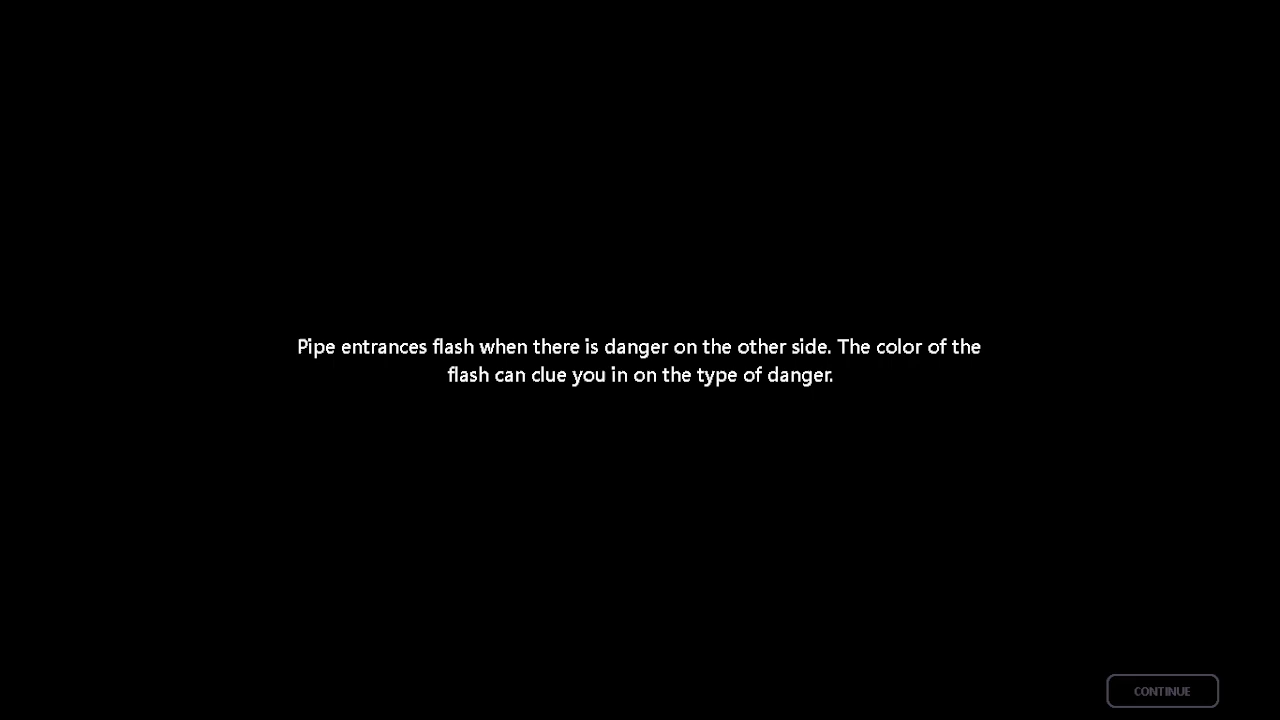 Pipe entrances flash when there is danger on the other side. The color of the
flash can clue you in on the type of danger.
CONTINUE